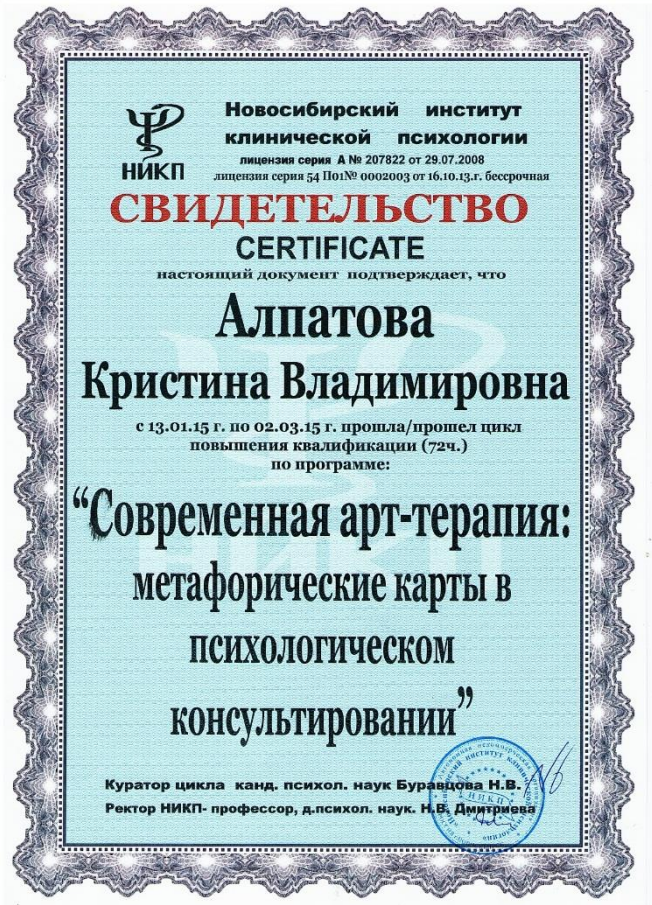 НИКП
Новосибирский институт
клинической психологии
лицензия серия А № 207822 от 29.07.2008
лицензия серия 54 П01№ 0002003 от 16.10.13.г. бессрочная
СВИДЕТЕЛЬСТВО
CERTIFICATE
настоящий документ подтверждает, что
Алпатова
Кристина Владимировна
с 13.01.15 г. по 02.03.15 г. прошла/прошел цикл
повышения квалификации (72ч.)
по программе:
“Современная арт-терапия:
метафорические карты в
психологическом
консультировании”
Куратор цикла канд. психол. наук Буравцова Н.В.
Ректор НИКП- профессор, д.психол. наук. Н.В. Дмитриева
НИКП